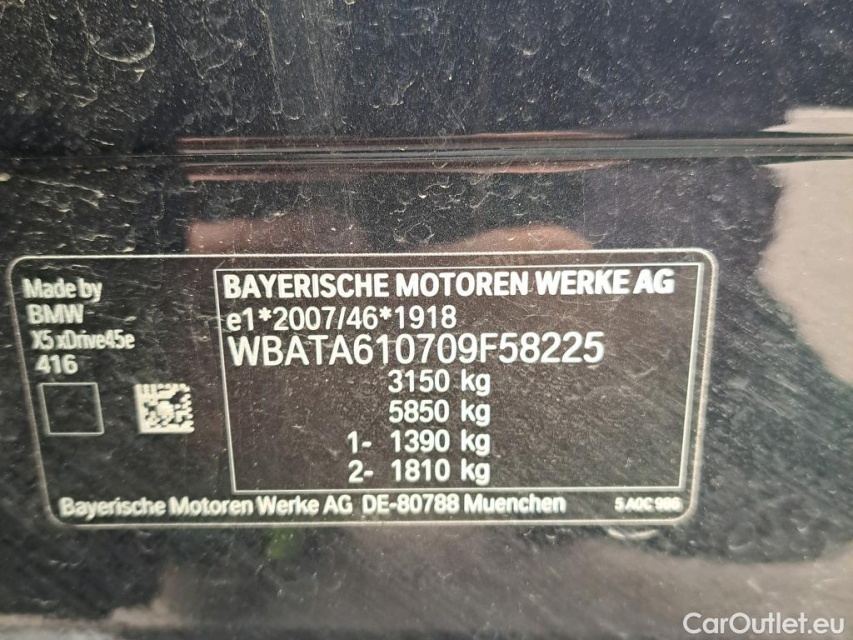 Made by
BMW
X5 xDrive45e
416
BAYERISCHE MOTOREN WERKE AG
e1*2007/46*1918
WBATA610709F58225
3150 kg
5850 kg
1- 1390 kg
2- 1810 kg
Bayerische Motoren Werke AG DE-80788 Muenchen
5 A0C 986
CarOutlet.eu